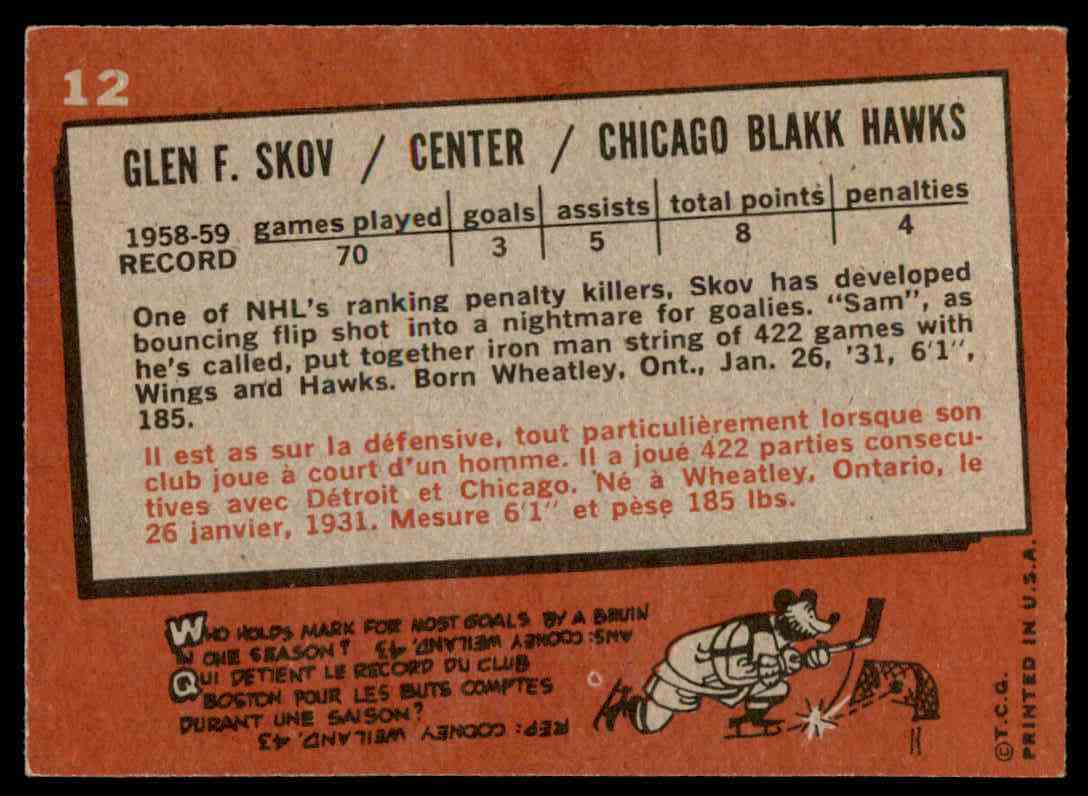 12
GLEN F. SKOV / CENTER / CHICAGO BLAKK HAWKS
1958-59 RECORD
games played goals assists total points penalties
70 3 5 8 4
One of NHL's ranking penalty killers, Skov has developed
bouncing flip shot into a nightmare for goalies. "Sam", as
he's called, put together iron man string of 422 games with
Wings and Hawks. Born Wheatley, Ont., Jan. 26, '31, 6'1",
185.
Il est as sur la défensive, tout particulièrement lorsque son
club joue à court d'un homme. Il a joué 422 parties consecu-
tives avec Détroit et Chicago. Né à Wheatley, Ontario, le
26 janvier, 1931. Mesure 6'1" et pèse 185 lbs.
WHO HOLDS MARK FOR MOST GOALS BY A BRUIN
IN ONE SEASON?
ANS: COONEY WEILAND, 43
QUI DETIENT LE RECORD DU CLUB
BOSTON POUR LES BUTS COMPTES
DURANT UNE SAISON?
REP: COONEY WEILAND, 43
©T.C.G.
PRINTED IN U.S.A.